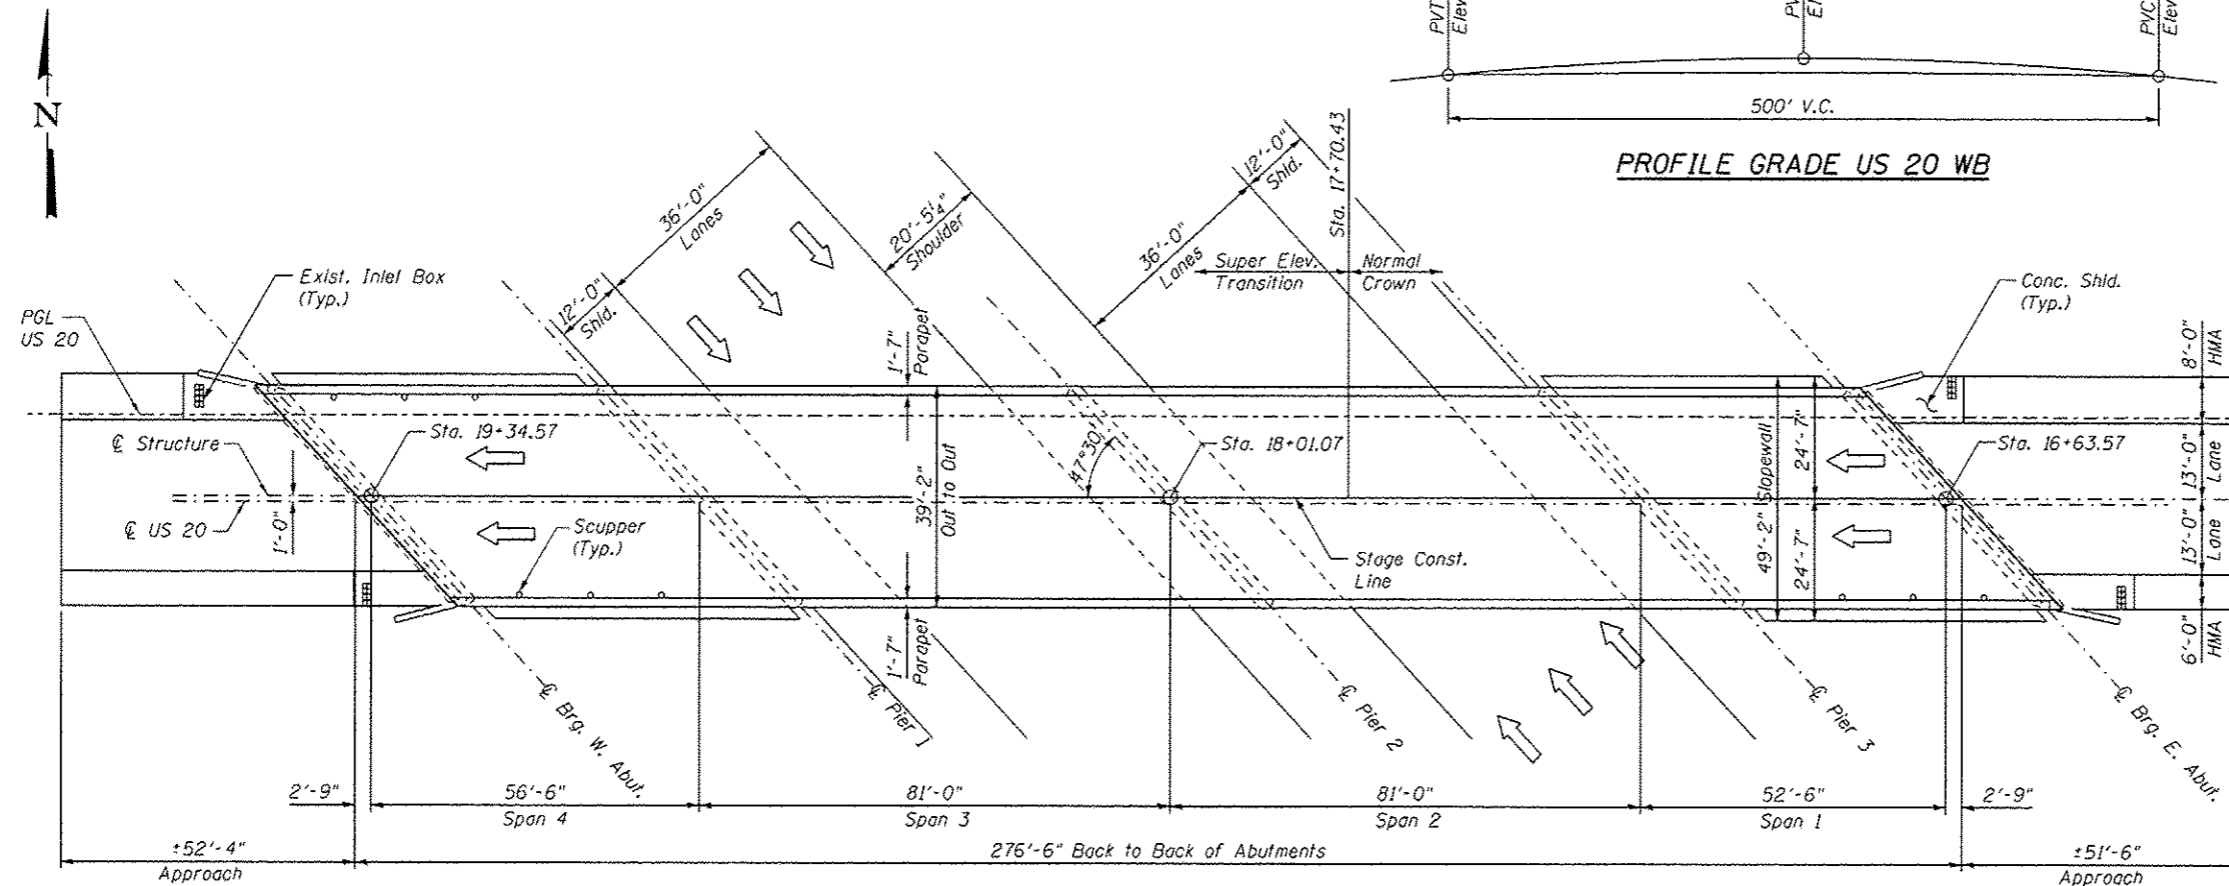 N
PVT
Elev
PVC
Elev
500' V.C.
PROFILE GRADE US 20 WB
36'-0"
Lanes
20'-5¼"
Shoulder
12'-0"
Shld.
36'-0"
Lanes
12'-0"
Shld.
Sta. 17+70.43
Super Elev.
Transition
Normal
Crown
Exist. Inlet Box
(Typ.)
Conc. Shld.
(Typ.)
PGL
US 20
1'-7"
Parapet
8'-0"
HMA
℄ Structure
Sta. 19+34.57
47°30'
Sta. 18+01.07
Sta. 16+63.57
39'-2"
Out to Out
49'-2" Slopewall
24'-7"
24'-7"
13'-0"
Lane
13'-0"
Lane
℄ US 20
1'-0"
Scupper
(Typ.)
Stage Const.
Line
1'-7"
Parapet
6'-0"
HMA
℄ Brg. W. Abut.
℄ Pier 1
℄ Pier 2
℄ Pier 3
℄ Brg. E. Abut.
2'-9"
56'-6"
Span 4
81'-0"
Span 3
81'-0"
Span 2
52'-6"
Span 1
2'-9"
±52'-4"
Approach
276'-6" Back to Back of Abutments
±51'-6"
Approach